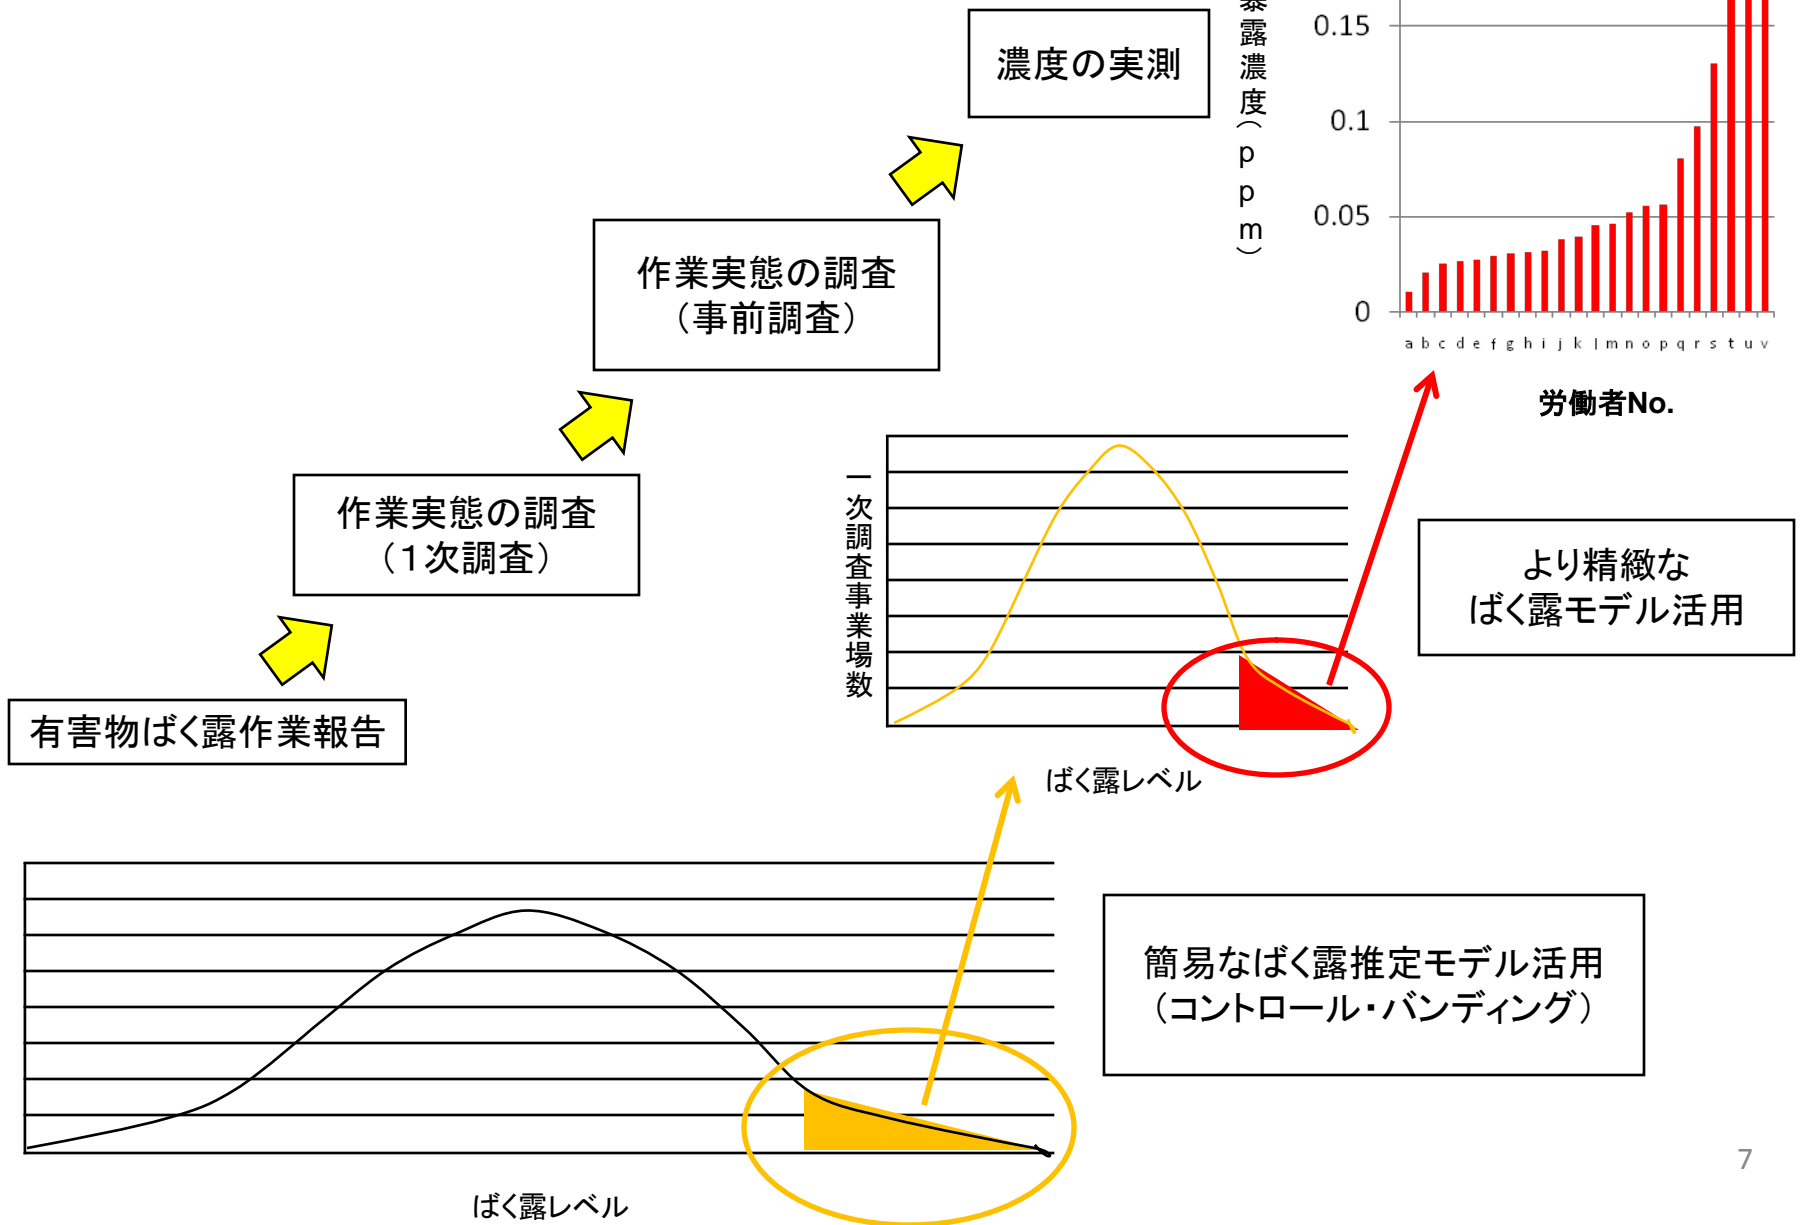 濃度の実測
暴露濃度(ppm)
0.15
0.1
0.05
0
a b c d e f g h i j k l m n o p q r s t u v
労働者No.
作業実態の調査
（事前調査）
作業実態の調査
（１次調査）
有害物ばく露作業報告
一次調査事業場数
ばく露レベル
より精緻な
ばく露モデル活用
簡易なばく露推定モデル活用
（コントロール・バンディング）
ばく露レベル
7